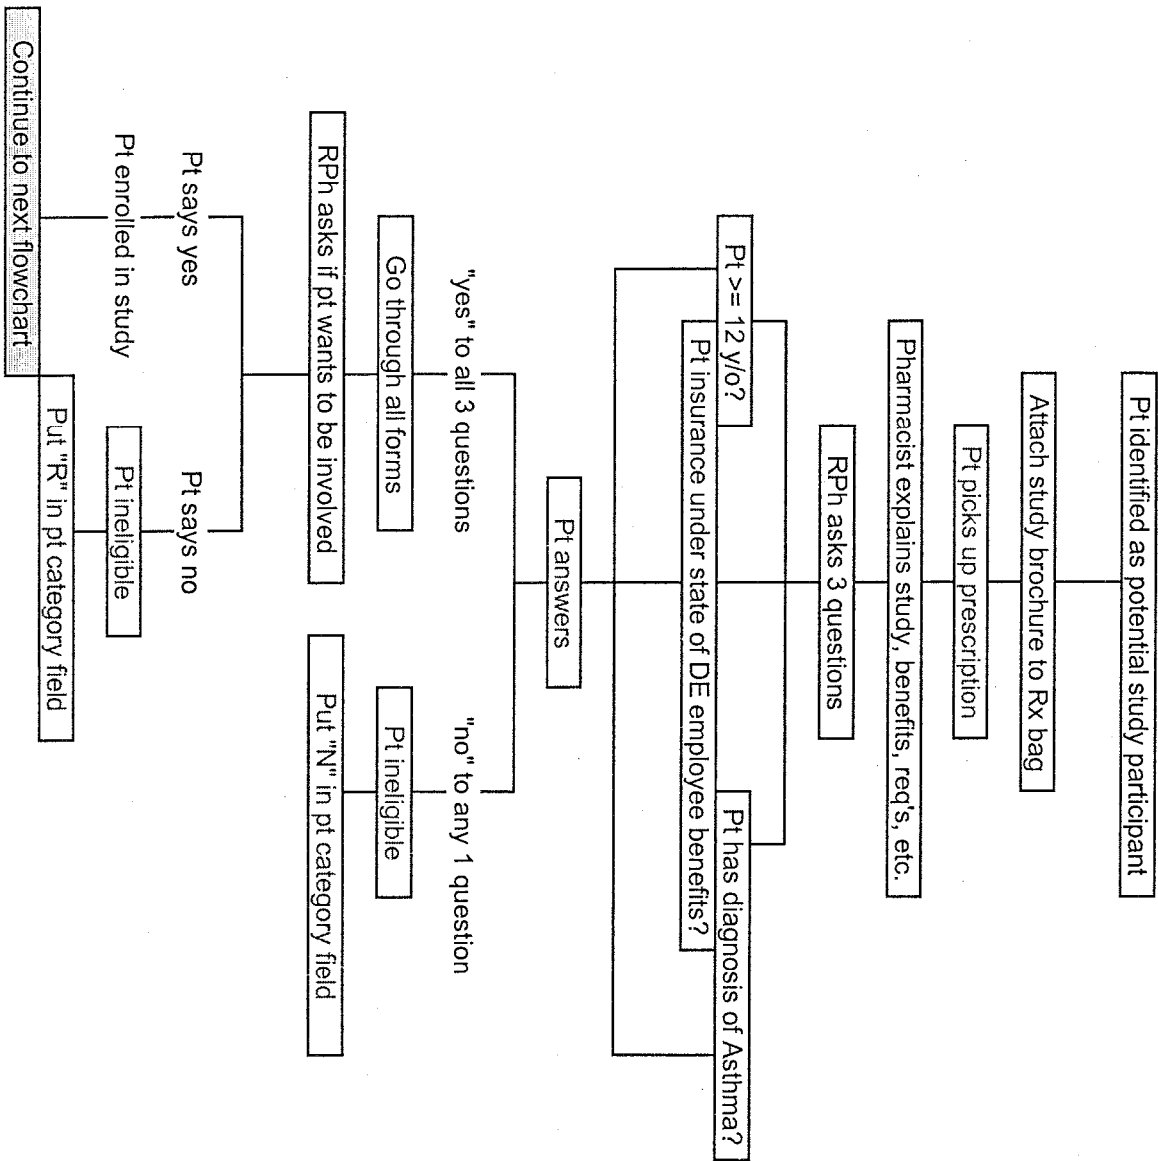 Pt identified as potential study participant
Attach study brochure to Rx bag
Pt picks up prescription
Pharmacist explains study, benefits, req's, etc.
RPh asks 3 questions
Pt >= 12 y/o?
Pt has diagnosis of Asthma?
Pt insurance under state of DE employee benefits?
Pt answers
"yes" to all 3 questions
"no" to any 1 question
Go through all forms
Pt ineligible
RPh asks if pt wants to be involved
Put "N" in pt category field
Pt says yes
Pt says no
Pt enrolled in study
Pt ineligible
Put "R" in pt category field
Continue to next flowchart